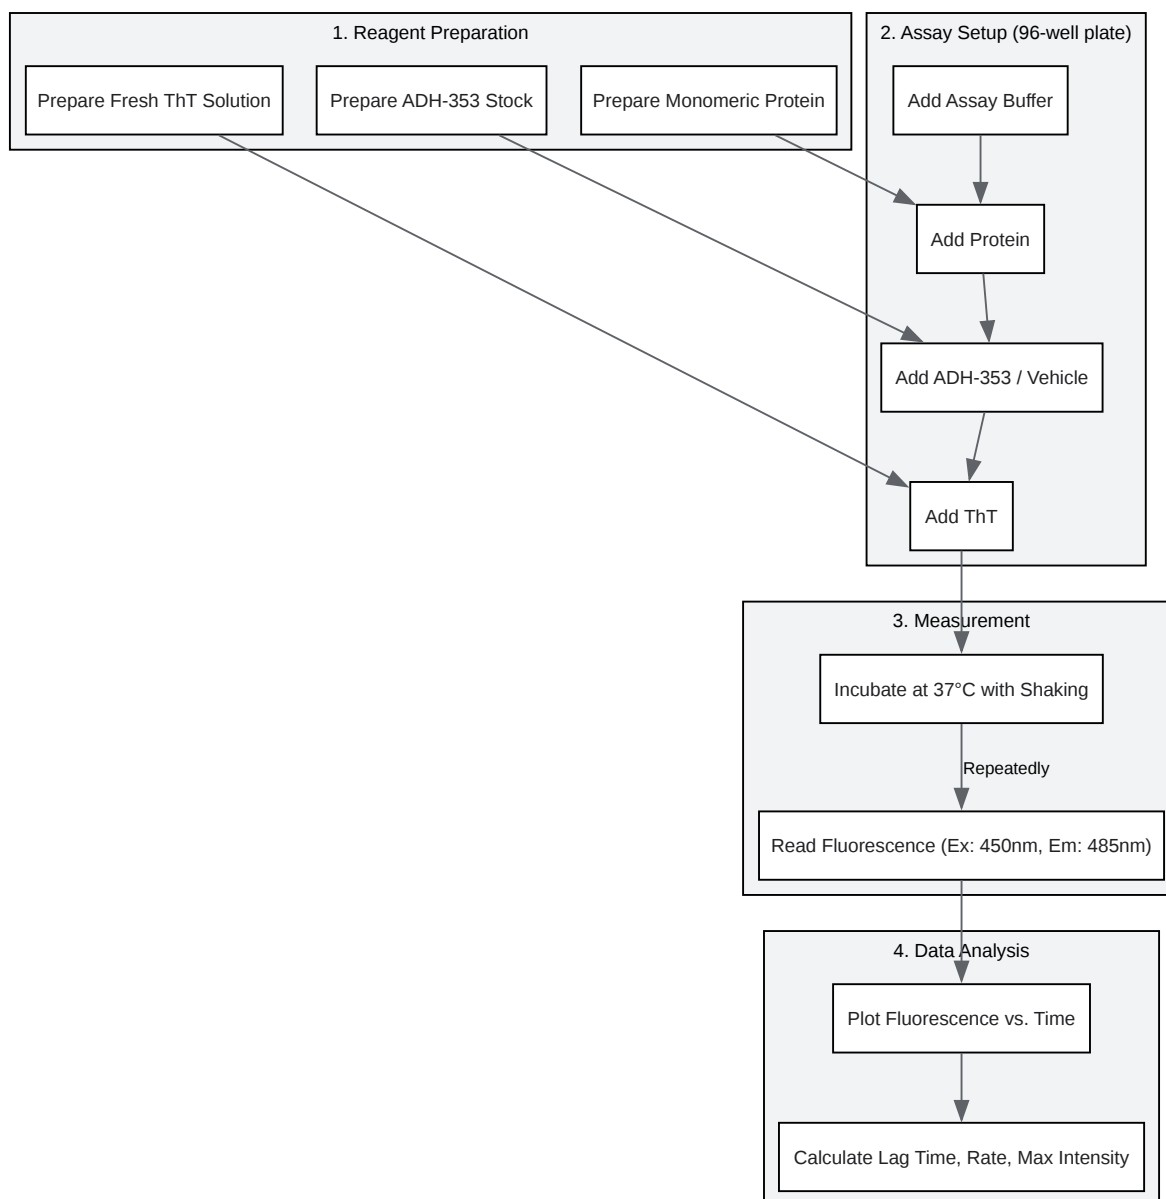 1. Reagent Preparation
Prepare Fresh ThT Solution
Prepare ADH-353 Stock
Prepare Monomeric Protein
2. Assay Setup (96-well plate)
Add Assay Buffer
Add Protein
Add ADH-353 / Vehicle
Add ThT
3. Measurement
Incubate at 37°C with Shaking
Repeatedly
Read Fluorescence (Ex: 450nm, Em: 485nm)
4. Data Analysis
Plot Fluorescence vs. Time
Calculate Lag Time, Rate, Max Intensity